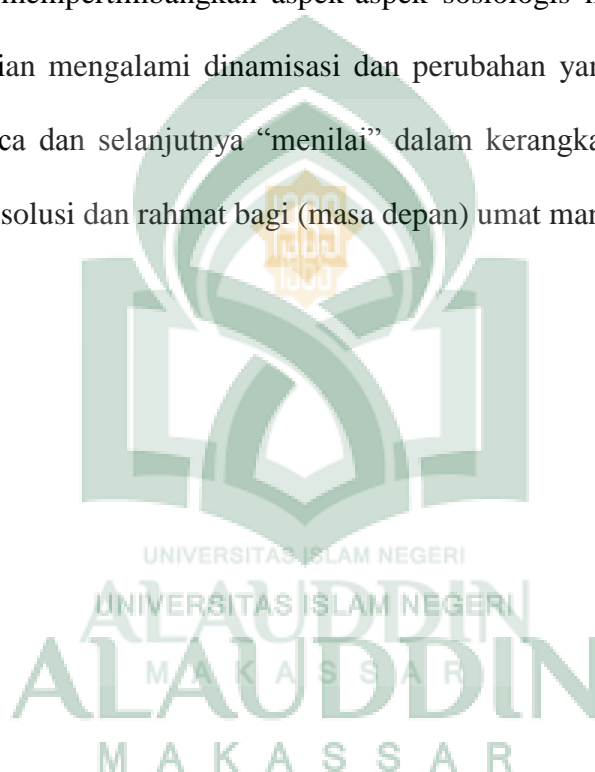 mempertimbangkan aspek-aspek sosiologis
ian mengalami dinamisasi dan perubahan yan
ca dan selanjutnya “menilai” dalam kerangka
solusi dan rahmat bagi (masa depan) umat man
UNIVERSITAS ISLAM NEGERI
UNIVERSITAS ISLAM NEGERI
ALAUDDIN
MAKASSAR
ALAUDDIN
MAKASSAR